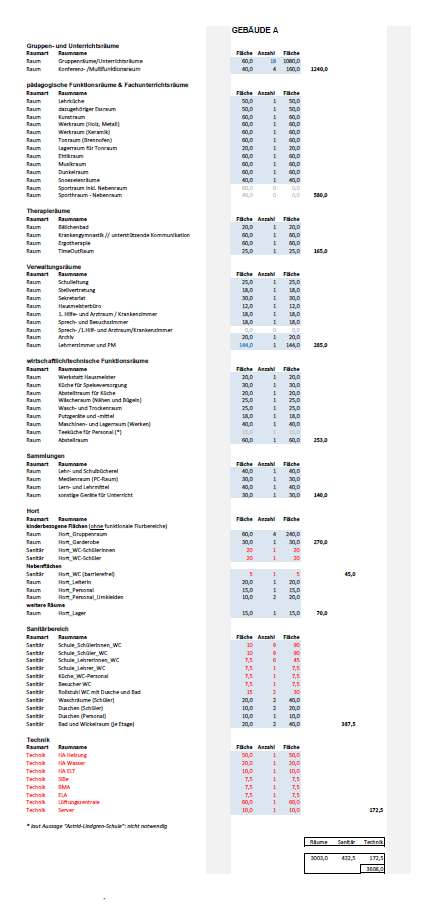 GEBÄUDE A
Gruppen- und Unterrichtsräume
Raumart Raumname Fläche Anzahl Fläche
Raum Gruppenräume/Unterrichtsräume 60,0 18 1080,0
Raum Konferenz- /Multifunktionsraum 40,0 4 160,0 1240,0
pädagogische Funktionsräume & Fachunterrichtsräume
Raumart Raumname Fläche Anzahl Fläche
Raum Lehrküche 50,0 1 50,0
Raum dazugehöriger Essraum 50,0 1 50,0
Raum Kunstraum 60,0 1 60,0
Raum Werkraum (Holz, Metall) 60,0 1 60,0
Raum Werkraum (Keramik) 60,0 1 60,0
Raum Tonraum (Brennofen) 60,0 1 60,0
Raum Lagerraum für Tonraum 20,0 1 20,0
Raum Ethikraum 60,0 1 60,0
Raum Musikraum 60,0 1 60,0
Raum Dunkelraum 60,0 1 60,0
Raum Snoezelenräume 40,0 1 40,0
Raum Sportraum inkl. Nebenraum 60,0 0 0,0
Raum Sporthraum - Nebenraum 40,0 0 0,0 580,0
Therapieräume
Raumart Raumname Fläche Anzahl Fläche
Raum Bällchenbad 20,0 1 20,0
Raum Krankengymnastik // unterstützende Kommunikation 60,0 1 60,0
Raum Ergotherapie 60,0 1 60,0
Raum TimeOutRaum 25,0 1 25,0 165,0
Verwaltungsräume
Raumart Raumname Fläche Anzahl Fläche
Raum Schulleitung 25,0 1 25,0
Raum Stellvertretung 18,0 1 18,0
Raum Sekretariat 30,0 1 30,0
Raum Hausmeisterbüro 12,0 1 12,0
Raum 1. Hilfe- und Arztraum / Krankenzimmer 18,0 1 18,0
Raum Sprech- und Besuchszimmer 18,0 1 18,0
Raum Sprech- /1.Hilf- und Arztraum/Krankenzimmer 0,0 0 0,0
Raum Archiv 20,0 1 20,0
Raum Lehrerzimmer und PM 144,0 1 144,0 285,0
wirtschaftlich/technische Funktionsräume
Raumart Raumname Fläche Anzahl Fläche
Raum Werkstatt Hausmeister 20,0 1 20,0
Raum Küche für Speisenversorgung 30,0 1 30,0
Raum Abstellraum für Küche 20,0 1 20,0
Raum Wäscheraum (Nähen und Bügeln) 25,0 1 25,0
Raum Wasch- und Trockenraum 25,0 1 25,0
Raum Putzgeräte und -mittel 18,0 1 18,0
Raum Maschinen- und Lagerraum (Werken) 40,0 1 40,0
Raum Teeküche für Personal (*) 15,0 1 15,0
Raum Abstellraum 60,0 1 60,0 253,0
Sammlungen
Raumart Raumname Fläche Anzahl Fläche
Raum Lehr- und Schulbücherei 40,0 1 40,0
Raum Medienraum (PC-Raum) 30,0 1 30,0
Raum Lern- und Lehrmittel 40,0 1 40,0
Raum sonstige Geräte für Unterricht 30,0 1 30,0 140,0
Hort
Raumart Raumname Fläche Anzahl Fläche
kinderbezogene Flächen (ohne funktionale Flurbereiche)
Raum Hort_Gruppenraum 60,0 4 240,0
Raum Hort_Garderobe 30,0 1 30,0 270,0
Sanitär Hort_WC-Schülerinnen 20 1 20
Sanitär Hort_WC-Schüler 20 1 20
Nebenflächen
Sanitär Hort_WC (barrierefrei) 5 1 5 45,0
Raum Hort_Leiterin 20,0 1 20,0
Raum Hort_Personal 15,0 1 15,0
Raum Hort_Personal_Umkleiden 10,0 2 20,0
weitere Räume
Raum Hort_Lager 15,0 1 15,0 70,0
Sanitärbereich
Raumart Raumname Fläche Anzahl Fläche
Sanitär Schule_Schülerinnen_WC 10 9 90
Sanitär Schule_Schüler_WC 10 9 90
Sanitär Schule_Lehrerinnen_WC 7,5 6 45
Sanitär Schule_Lehrer_WC 7,5 1 7,5
Sanitär Küche_WC-Personal 7,5 1 7,5
Sanitär Besucher WC 7,5 1 7,5
Sanitär Rollstuhl WC mit Dusche und Bad 15 2 30
Sanitär Waschräume (Schüler) 20,0 2 40,0
Sanitär Duschen (Schüler) 10,0 2 20,0
Sanitär Duschen (Personal) 10,0 1 10,0
Sanitär Bad und Wickelraum (je Etage) 20,0 2 40,0 387,5
Technik
Raumart Raumname Fläche Anzahl Fläche
Technik HA Heizung 50,0 1 50,0
Technik HA Wasser 20,0 1 20,0
Technik HA ELT 10,0 1 10,0
Technik SiBe 7,5 1 7,5
Technik BMA 7,5 1 7,5
Technik ELA 7,5 1 7,5
Technik Lüftungszentrale 60,0 1 60,0
Technik Server 10,0 1 10,0 172,5
* laut Aussage "Astrid-Lindgren-Schule": nicht notwendig
Räume Sanitär Technik
3003,0 432,5 172,5
3608,0